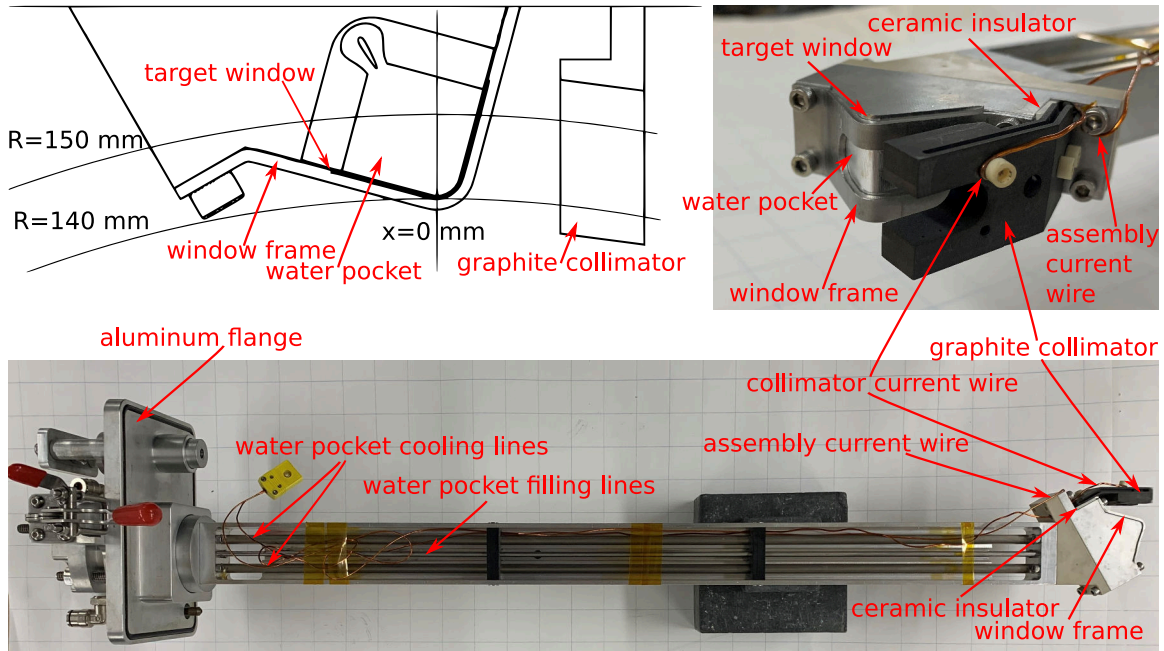 target window
R=150 mm
R=140 mm
x=0 mm
window frame
water pocket
graphite collimator
ceramic insulator
target window
water pocket
window frame
assembly
current
wire
aluminum flange
graphite collimator
collimator current wire
water pocket cooling lines
assembly current wire
water pocket filling lines
ceramic insulator
window frame